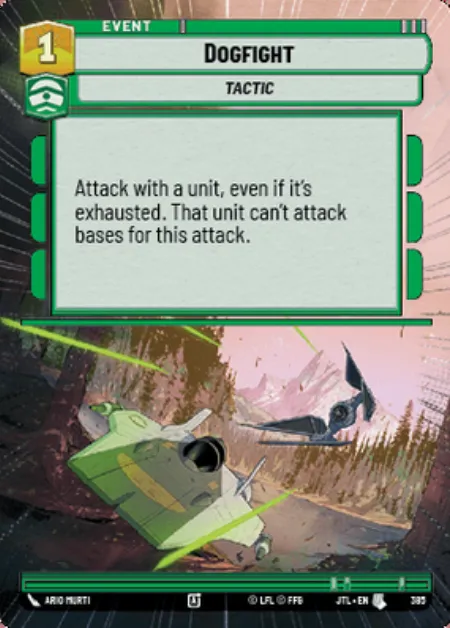 EVENT
1
DOGFIGHT
TACTIC
Attack with a unit, even if it's
exhausted. That unit can't attack
bases for this attack.
ARIO MURTI
© LFL © FFG
JTL • EN